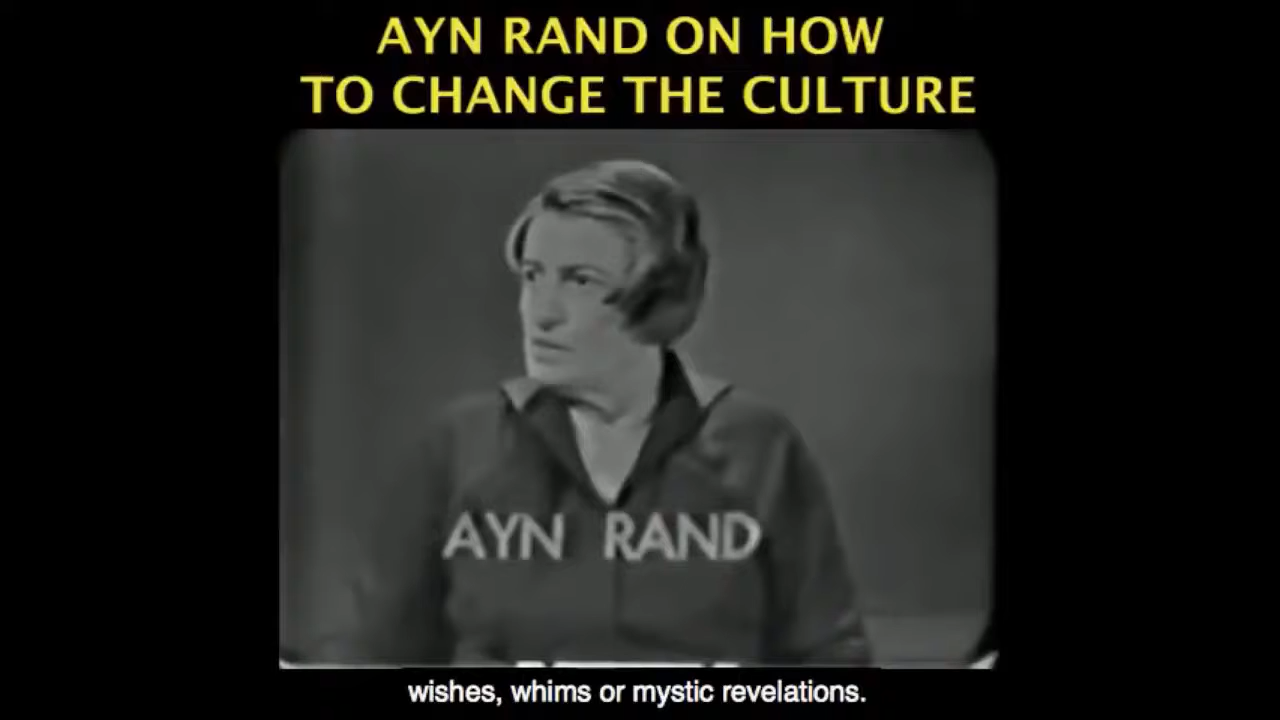 AYN RAND ON HOW
TO CHANGE THE CULTURE
AYN RAND
wishes, whims or mystic revelations.